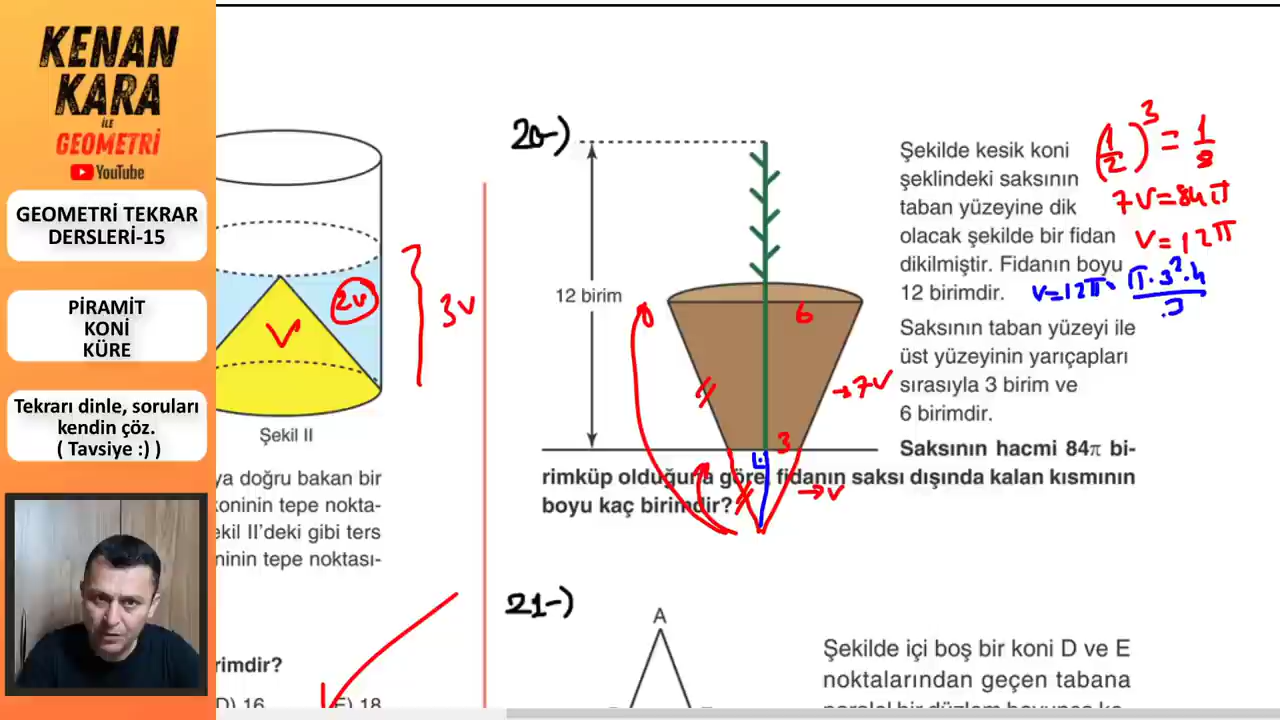 KENAN
KARA
İLE
GEOMETRİ
YouTube
GEOMETRİ TEKRAR
DERSLERİ-15
PİRAMİT
KONİ
KÜRE
Tekrarı dinle, soruları
kendin çöz.
( Tavsiye :) )
V
2V
3V
Şekil II
ya doğru bakan bir
koninin tepe nokta-
ekil II'deki gibi ters
ninin tepe noktası-
rimdir?
D) 16 E) 18
20-)
12 birim
6
3
→7V
→V
Şekilde kesik koni
şeklindeki saksının
taban yüzeyine dik
olacak şekilde bir fidan
dikilmiştir. Fidanın boyu
12 birimdir.
Saksının taban yüzeyi ile
üst yüzeyinin yarıçapları
sırasıyla 3 birim ve
6 birimdir.
Saksının hacmi 84π bi-
rimküp olduğuna göre, fidanın saksı dışında kalan kısmının
boyu kaç birimdir?
(1/2)³ = 1/8
7V = 84π
V = 12π
V = 12π = π·3²·h/3
21-)
A
Şekilde içi boş bir koni D ve E
noktalarından geçen tabana